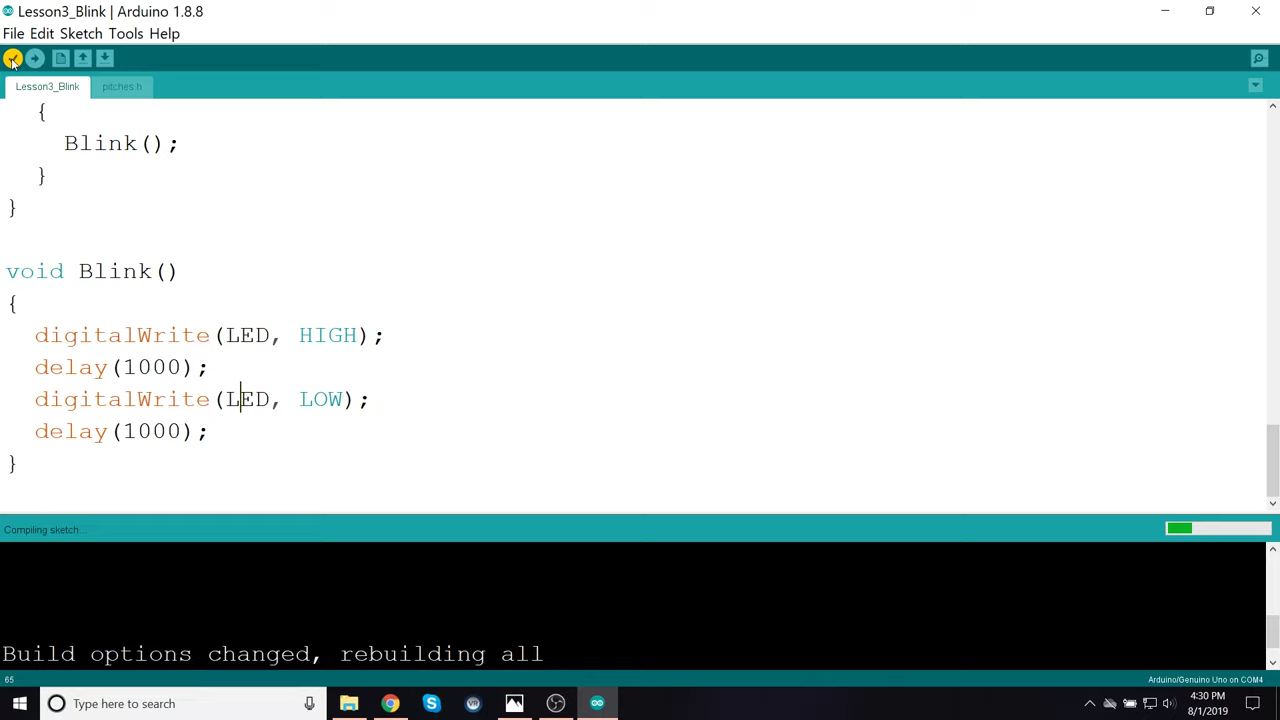 Lesson3_Blink | Arduino 1.8.8
File Edit Sketch Tools Help
Lesson3_Blink pitches.h
{
Blink();
}
}
void Blink()
{
digitalWrite(LED, HIGH);
delay(1000);
digitalWrite(LED, LOW);
delay(1000);
}
Compiling sketch...
Build options changed, rebuilding all
65 Arduino/Genuino Uno on COM4
Type here to search
4:30 PM
8/1/2019